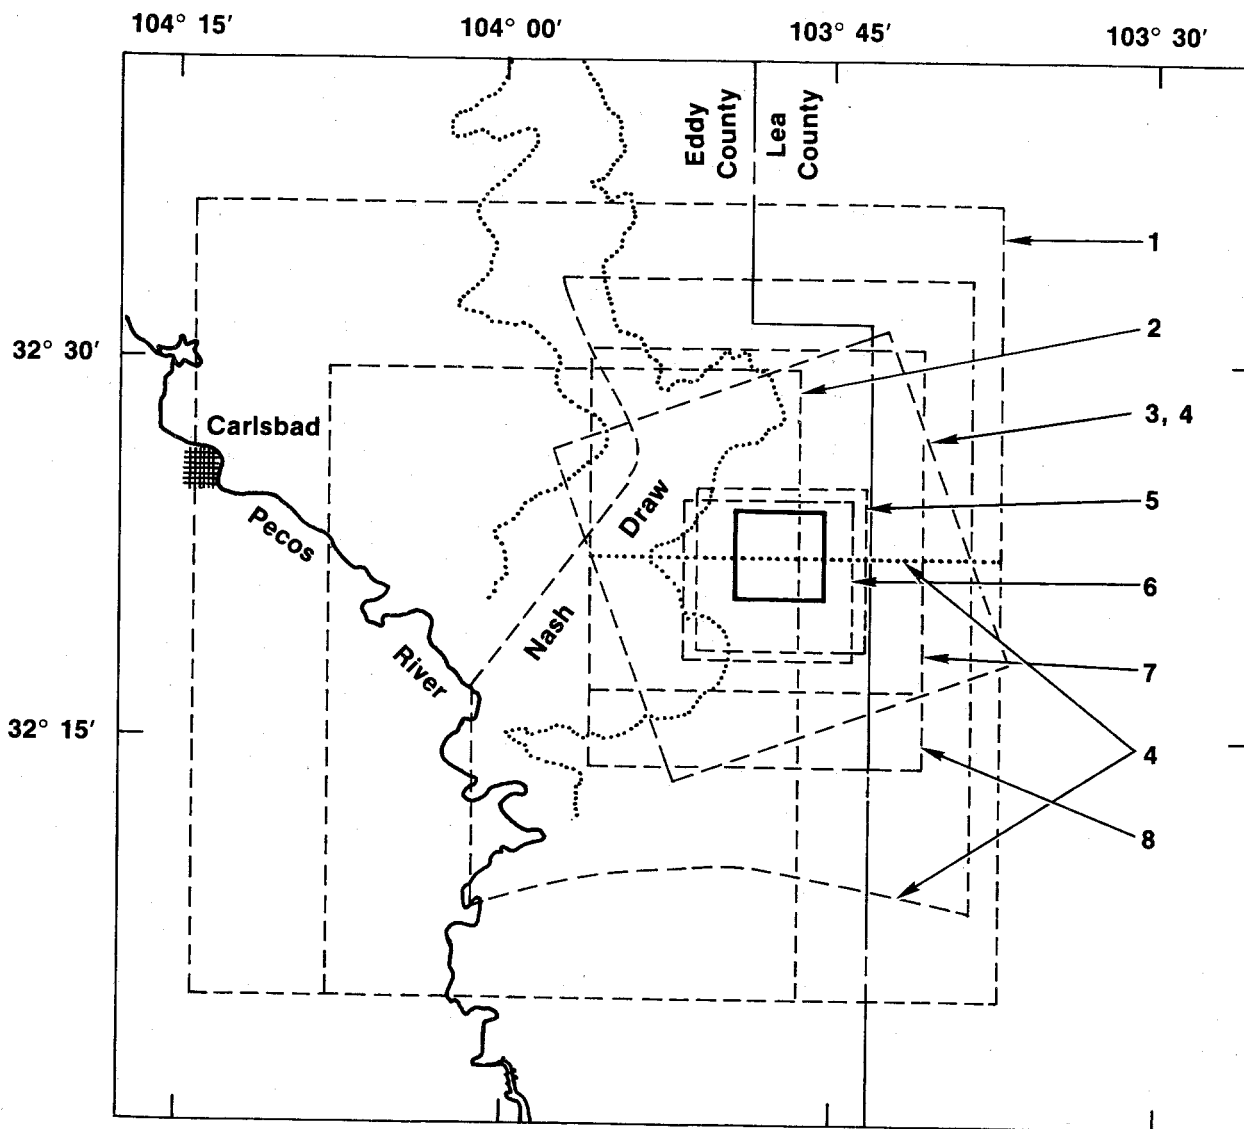 104° 15′
104° 00′
103° 45′
103° 30′
Eddy
County
Lea
County
1
2
32° 30′
3, 4
Carlsbad
5
Draw
Pecos
6
Nash
River
7
32° 15′
4
8